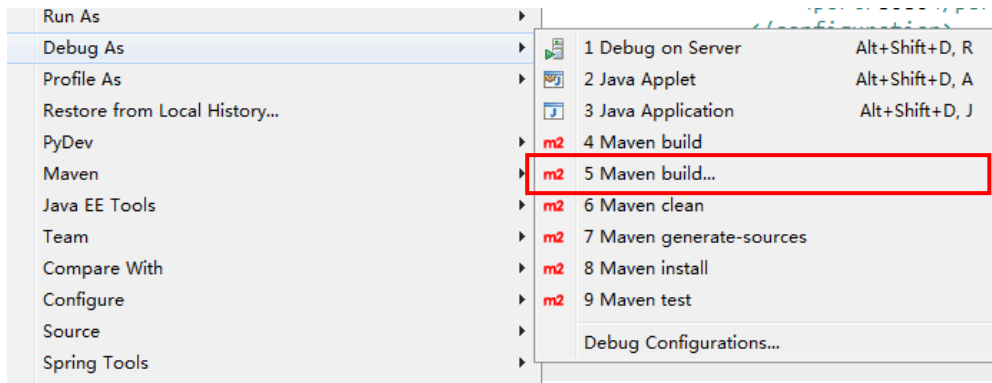 Run As
</configuration>
Debug As
Profile As
Restore from Local History...
PyDev
Maven
Java EE Tools
Team
Compare With
Configure
Source
Spring Tools
1 Debug on Server Alt+Shift+D, R
2 Java Applet Alt+Shift+D, A
3 Java Application Alt+Shift+D, J
m2 4 Maven build
m2 5 Maven build...
m2 6 Maven clean
m2 7 Maven generate-sources
m2 8 Maven install
m2 9 Maven test
Debug Configurations...